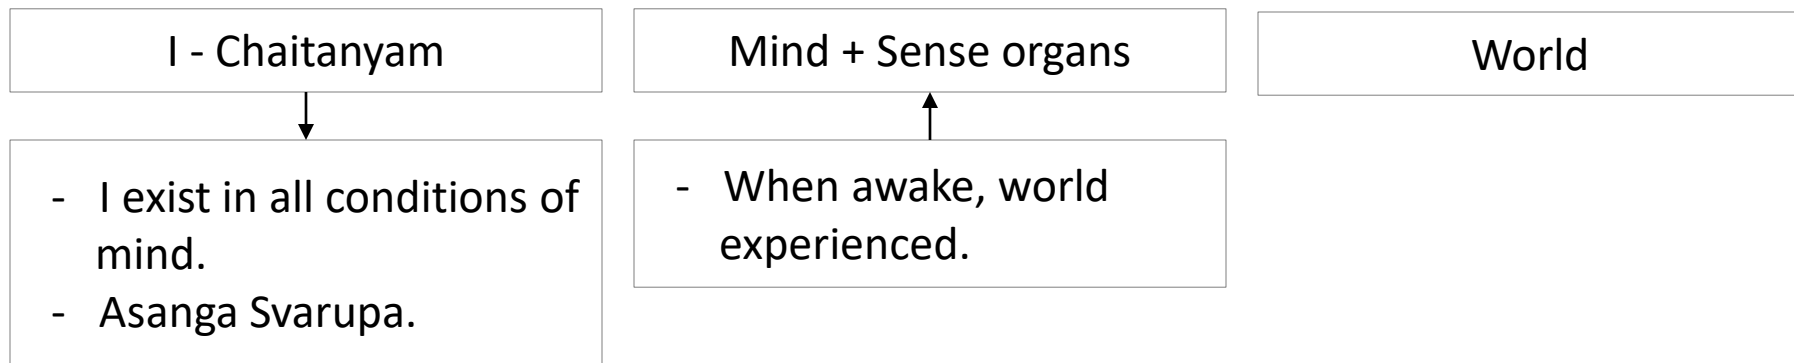 I - Chaitanyam
Mind + Sense organs
World
- I exist in all conditions of
mind.
- Asanga Svarupa.
- When awake, world
experienced.